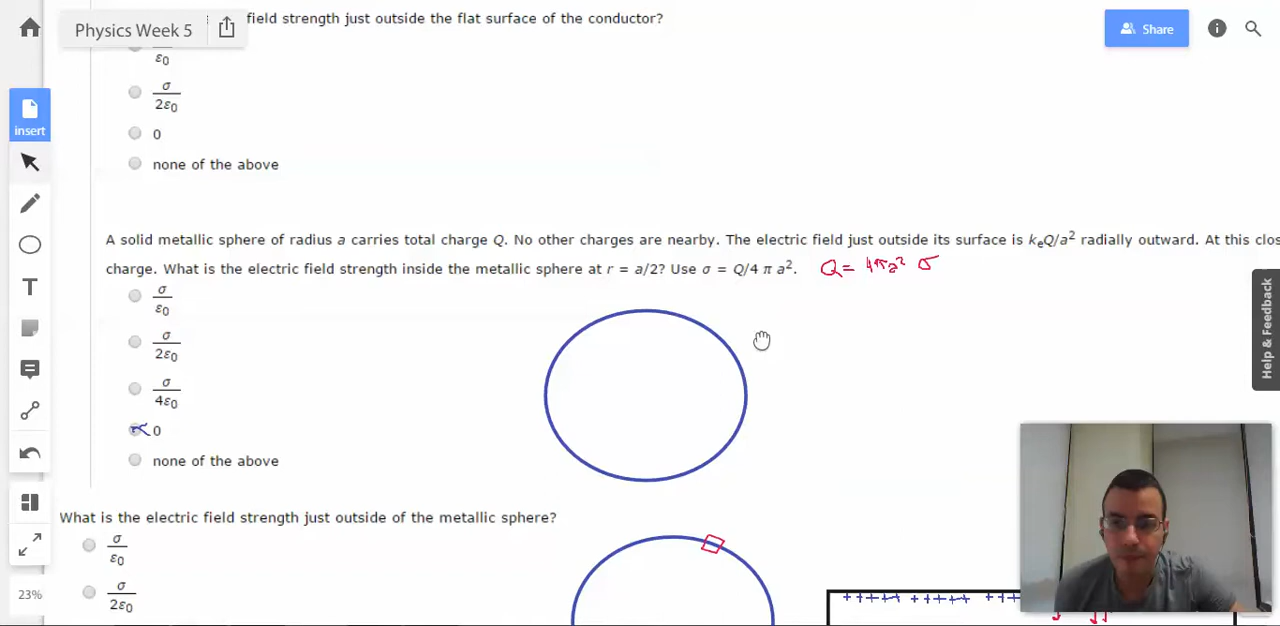 Physics Week 5
field strength just outside the flat surface of the conductor?
Share
ε0
σ
2ε0
0
none of the above
insert
A solid metallic sphere of radius a carries total charge Q. No other charges are nearby. The electric field just outside its surface is keQ/a² radially outward. At this clos
charge. What is the electric field strength inside the metallic sphere at r = a/2? Use σ = Q/4 π a². Q = 4πa² σ
σ
ε0
σ
2ε0
σ
4ε0
0
none of the above
Help & Feedback
What is the electric field strength just outside of the metallic sphere?
σ
ε0
σ
2ε0
23%
+++++ +++++ +++